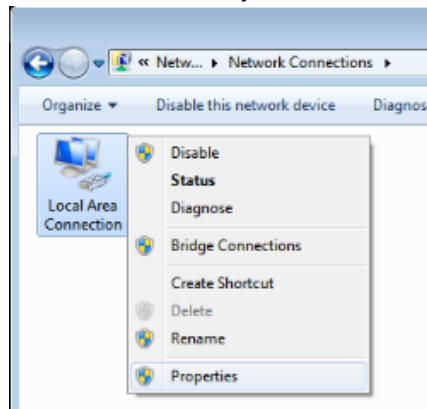 « Netw... ▸ Network Connections ▸
Organize ▾ Disable this network device Diagnos
Local Area
Connection
Disable
Status
Diagnose
Bridge Connections
Create Shortcut
Delete
Rename
Properties